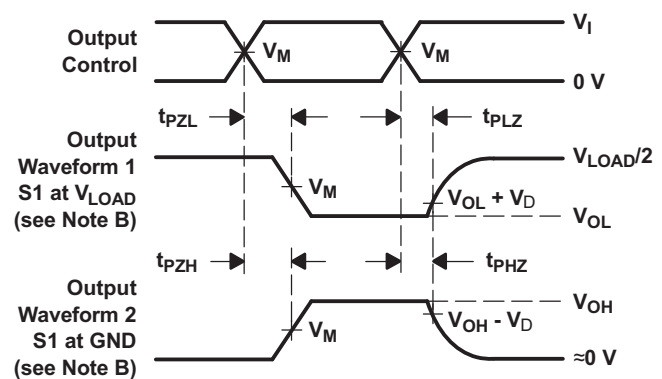 Output
Control
V_M
V_M
V_I
0 V
t_PZL
t_PLZ
Output
Waveform 1
S1 at V_LOAD
(see Note B)
V_M
V_LOAD/2
V_OL + V_D
V_OL
t_PZH
t_PHZ
Output
Waveform 2
S1 at GND
(see Note B)
V_M
V_OH
V_OH - V_D
≈0 V